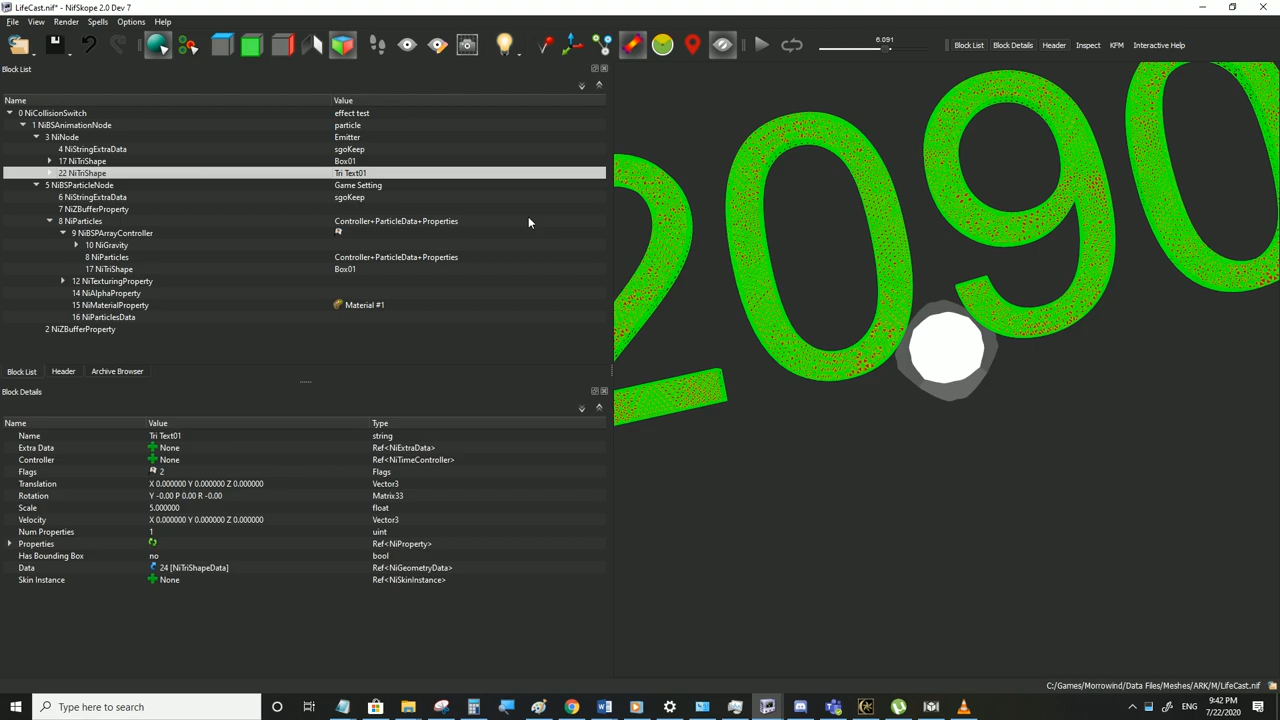 LifeCast.nif* - NifSkope 2.0 Dev 7
File View Render Spells Options Help
6.091
Block List Block Details Header Inspect KFM Interactive Help
Block List
Name Value
0 NiCollisionSwitch effect test
1 NiBSAnimationNode particle
3 NiNode Emitter
4 NiStringExtraData sgoKeep
17 NiTriShape Box01
22 NiTriShape Tri Text01
5 NiBSParticleNode Game Setting
6 NiStringExtraData sgoKeep
7 NiZBufferProperty
8 NiParticles Controller+ParticleData+Properties
9 NiBSPArrayController
10 NiGravity
8 NiParticles Controller+ParticleData+Properties
17 NiTriShape Box01
12 NiTexturingProperty
14 NiAlphaProperty
15 NiMaterialProperty Material #1
16 NiParticlesData
2 NiZBufferProperty
Block List Header Archive Browser
Block Details
Name Value Type
Name Tri Text01 string
Extra Data None Ref<NiExtraData>
Controller None Ref<NiTimeController>
Flags 2 Flags
Translation X 0.000000 Y 0.000000 Z 0.000000 Vector3
Rotation Y -0.00 P 0.00 R -0.00 Matrix33
Scale 5.000000 float
Velocity X 0.000000 Y 0.000000 Z 0.000000 Vector3
Num Properties 1 uint
Properties Ref<NiProperty>
Has Bounding Box no bool
Data 24 [NiTriShapeData] Ref<NiGeometryData>
Skin Instance None Ref<NiSkinInstance>
2090
C:/Games/Morrowind/Data Files/Meshes/ARK/M/LifeCast.nif
Type here to search
ENG
9:42 PM
7/22/2020